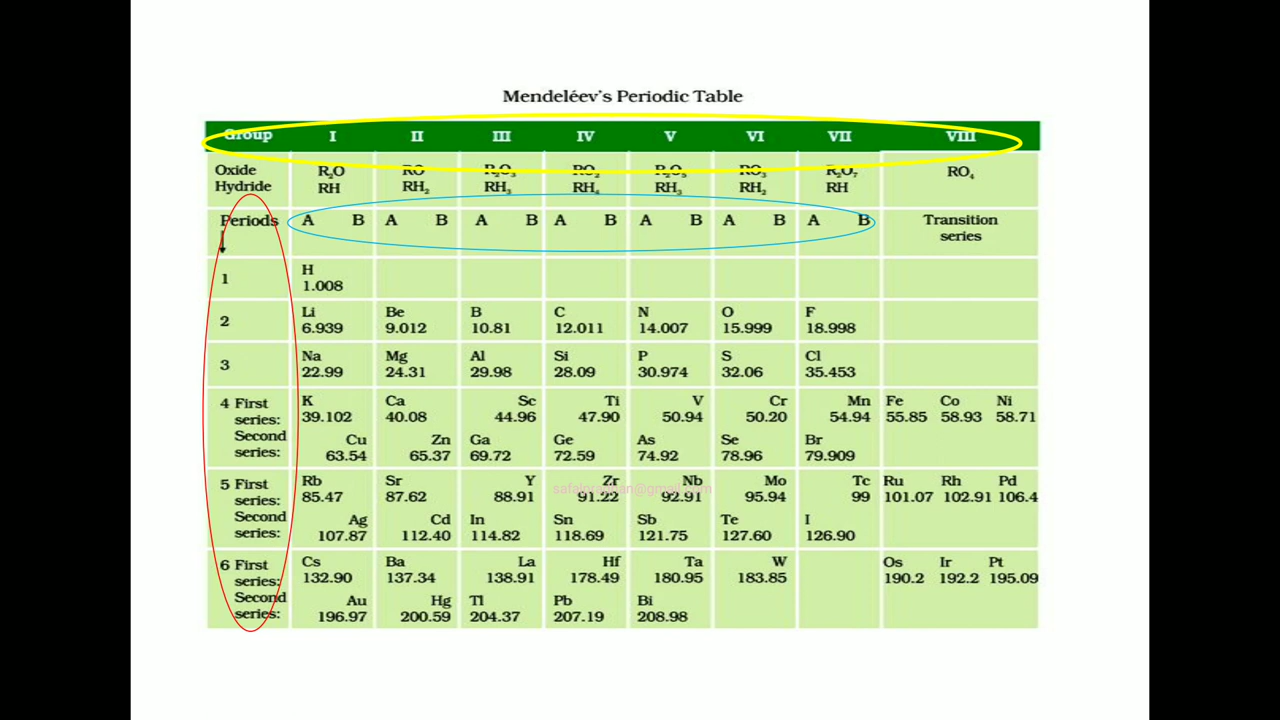 Mendeléev's Periodic Table
Group I II III IV V VI VII VIII
Oxide R₂O RO R₂O₃ RO₂ R₂O₅ RO₃ R₂O₇ RO₄
Hydride RH RH₂ RH₃ RH₄ RH₃ RH₂ RH
Periods A B A B A B A B A B A B A B Transition
↓ series
1 H
1.008
2 Li Be B C N O F
6.939 9.012 10.81 12.011 14.007 15.999 18.998
3 Na Mg Al Si P S Cl
22.99 24.31 29.98 28.09 30.974 32.06 35.453
4 First K Ca Sc Ti V Cr Mn Fe Co Ni
series: 39.102 40.08 44.96 47.90 50.94 50.20 54.94 55.85 58.93 58.71
Second Cu Zn Ga Ge As Se Br
series: 63.54 65.37 69.72 72.59 74.92 78.96 79.909
5 First Rb Sr Y Zr Nb Mo Tc Ru Rh Pd
series: 85.47 87.62 88.91 91.22 92.91 95.94 99 101.07 102.91 106.4
Second Ag Cd In Sn Sb Te I
series: 107.87 112.40 114.82 118.69 121.75 127.60 126.90
6 First Cs Ba La Hf Ta W Os Ir Pt
series: 132.90 137.34 138.91 178.49 180.95 183.85 190.2 192.2 195.09
Second Au Hg Tl Pb Bi
series: 196.97 200.59 204.37 207.19 208.98